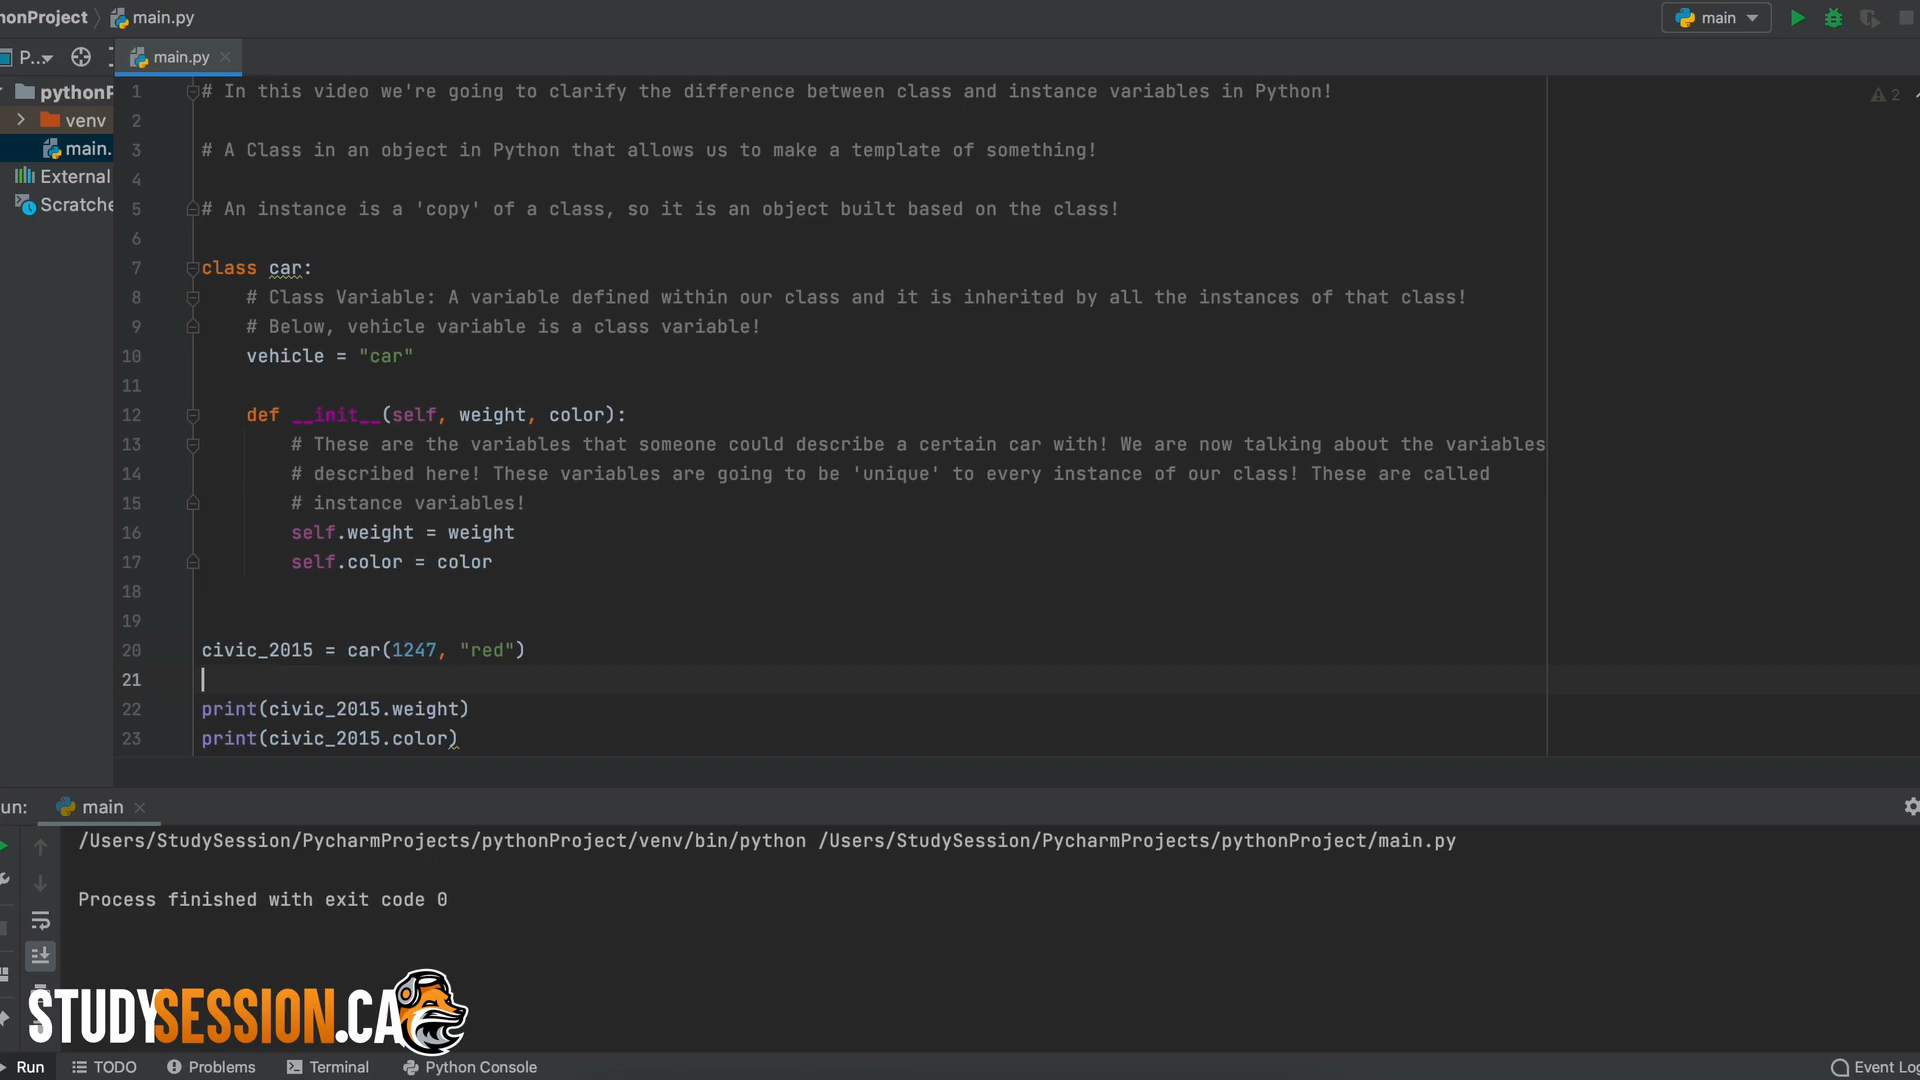 nProject main.py
main
P... main.py
pythonP
venv
main.
External
Scratche
2
1 # In this video we're going to clarify the difference between class and instance variables in Python!
2
3 # A Class in an object in Python that allows us to make a template of something!
4
5 # An instance is a 'copy' of a class, so it is an object built based on the class!
6
7 class car:
8 # Class Variable: A variable defined within our class and it is inherited by all the instances of that class!
9 # Below, vehicle variable is a class variable!
10 vehicle = "car"
11
12 def __init__(self, weight, color):
13 # These are the variables that someone could describe a certain car with! We are now talking about the variables
14 # described here! These variables are going to be 'unique' to every instance of our class! These are called
15 # instance variables!
16 self.weight = weight
17 self.color = color
18
19
20 civic_2015 = car(1247, "red")
21
22 print(civic_2015.weight)
23 print(civic_2015.color)
un: main
/Users/StudySession/PycharmProjects/pythonProject/venv/bin/python /Users/StudySession/PycharmProjects/pythonProject/main.py
Process finished with exit code 0
STUDYSESSION.CA
Run TODO Problems Terminal Python Console Event Log